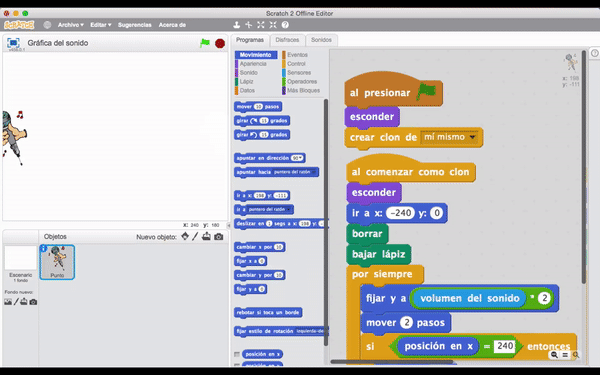 Scratch 2 Offline Editor
SCRATCH Archivo▼ Editar▼ Sugerencias Acerca de
Gráfica del sonido
Programas Disfraces Sonidos
Movimiento Eventos
Apariencia Control
Sonido Sensores
Lápiz Operadores
Datos Más Bloques
mover 10 pasos
girar 15 grados
girar 15 grados
apuntar en dirección 90▼
apuntar hacia puntero del ratón
ir a x: 198 y: -111
ir a puntero del ratón
deslizar en 1 segs a x: 198 y:
cambiar x por 10
fijar x a 0
cambiar y por 10
fijar y a 0
rebotar si toca un borde
fijar estilo de rotación izquierda-de
posición en x
al presionar
esconder
crear clon de mí mismo
al comenzar como clon
esconder
ir a x: -240 y: 0
borrar
bajar lápiz
por siempre
fijar y a volumen del sonido * 2
mover 2 pasos
si posición en x = 240 entonces
x: 198
y: -111
x: 240 y: 180
Objetos Nuevo objeto:
Escenario
1 fondo
Fondo nuevo:
Punto